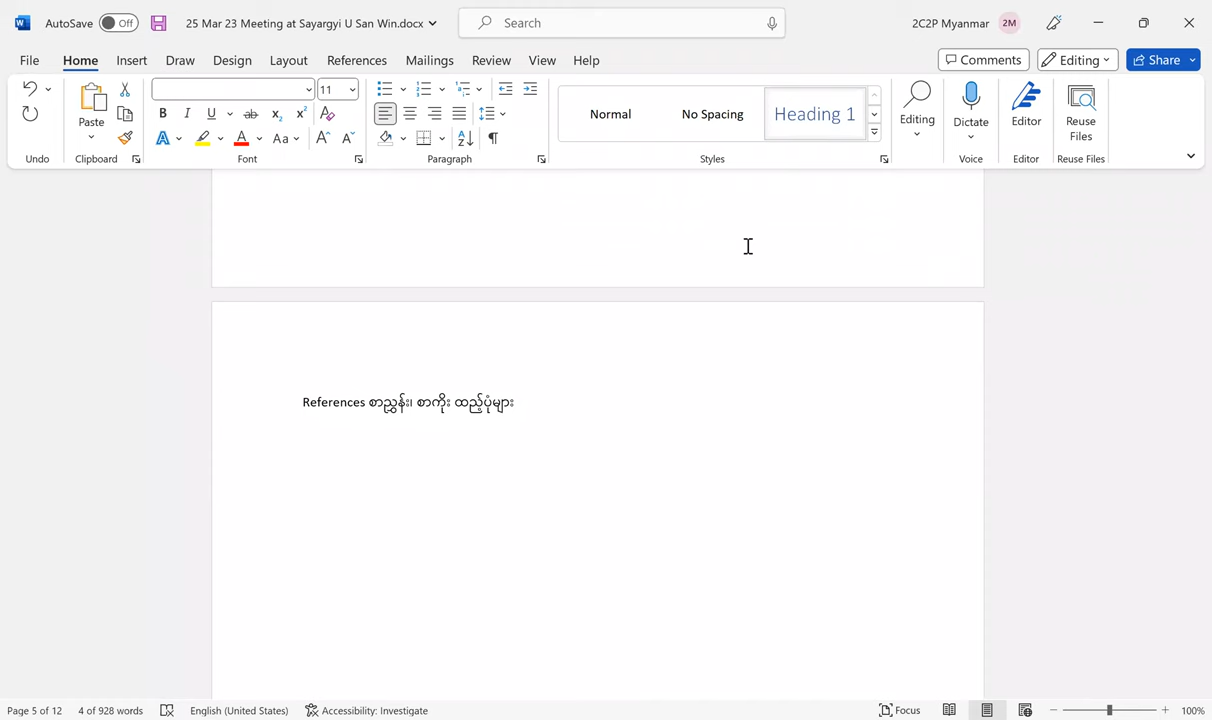 AutoSave Off 25 Mar 23 Meeting at Sayargyi U San Win.docx Search 2C2P Myanmar 2M
File Home Insert Draw Design Layout References Mailings Review View Help Comments Editing Share
11
Normal No Spacing Heading 1
Paste Editing Dictate Editor Reuse Files
Undo Clipboard Font Paragraph Styles Voice Editor Reuse Files
References စာညွှန်း၊ စာကိုး ထည့်ပုံများ
Page 5 of 12 4 of 928 words English (United States) Accessibility: Investigate Focus 100%